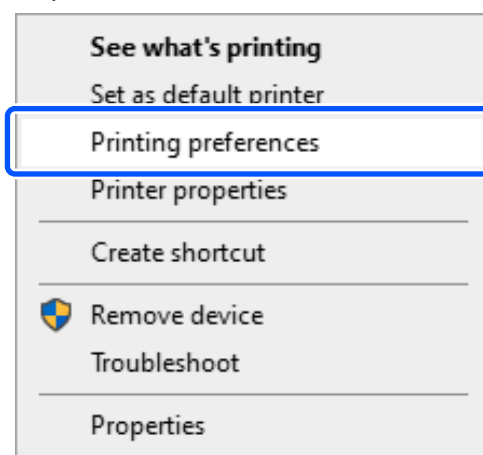 See what's printing
Set as default printer
Printing preferences
Printer properties
Create shortcut
Remove device
Troubleshoot
Properties